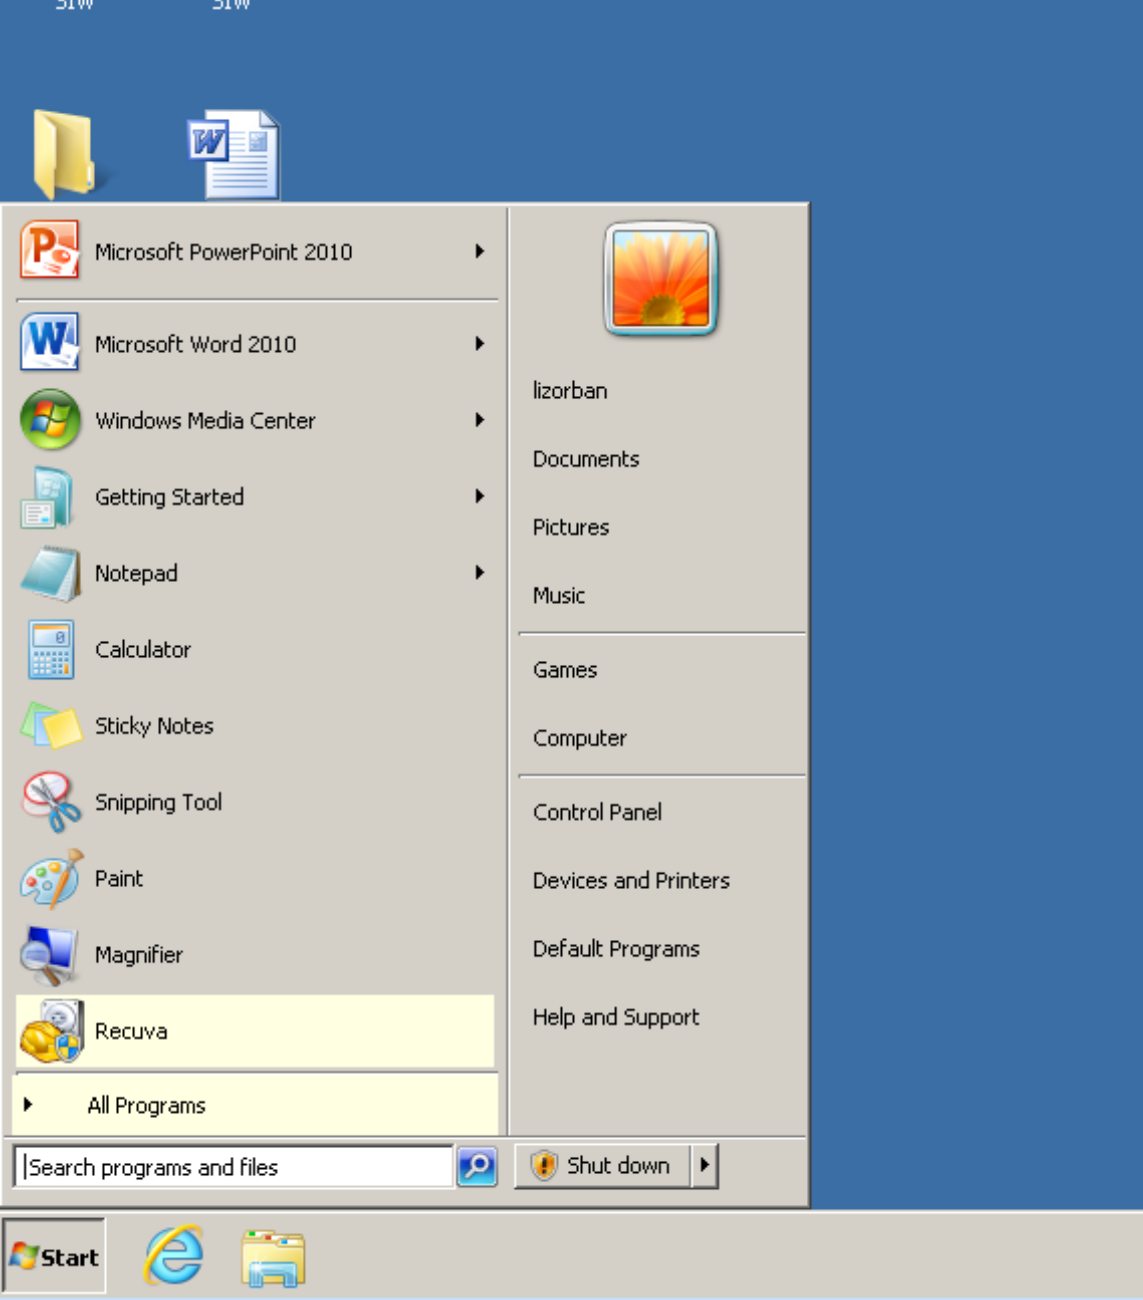 SIW
SIW
Microsoft PowerPoint 2010
Microsoft Word 2010
Windows Media Center
Getting Started
Notepad
Calculator
Sticky Notes
Snipping Tool
Paint
Magnifier
Recuva
All Programs
Search programs and files
lizorban
Documents
Pictures
Music
Games
Computer
Control Panel
Devices and Printers
Default Programs
Help and Support
Shut down
Start